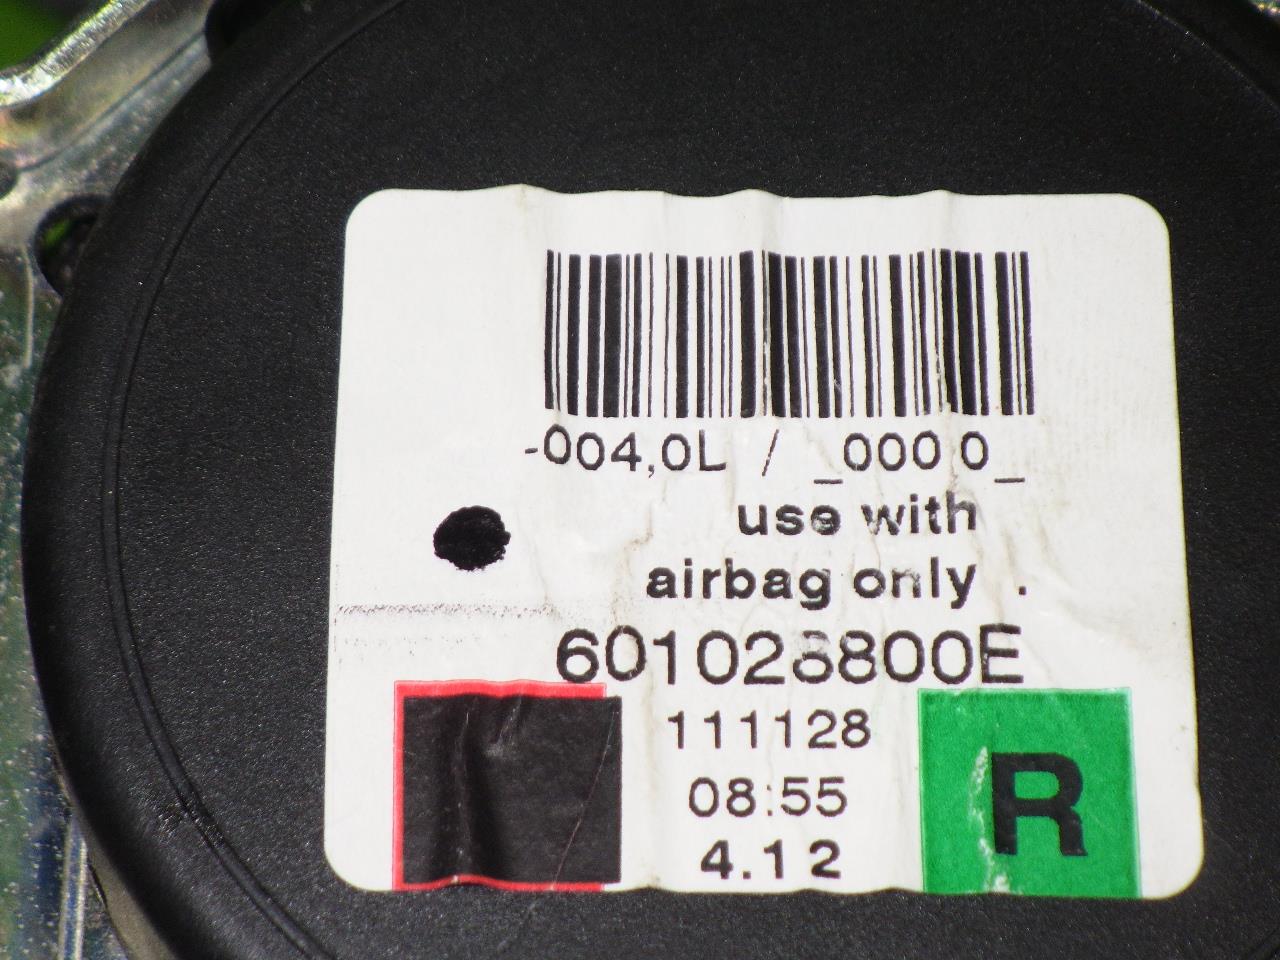 -004,0L / _000 0_
use with
airbag only .
601028800E
111128
08:55
4.12
R